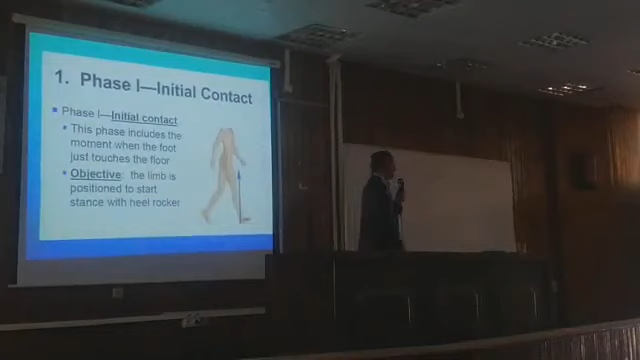 1. Phase I—Initial Contact
Phase I—Initial contact
This phase includes the
moment when the foot
just touches the floor
Objective: the limb is
positioned to start
stance with heel rocker